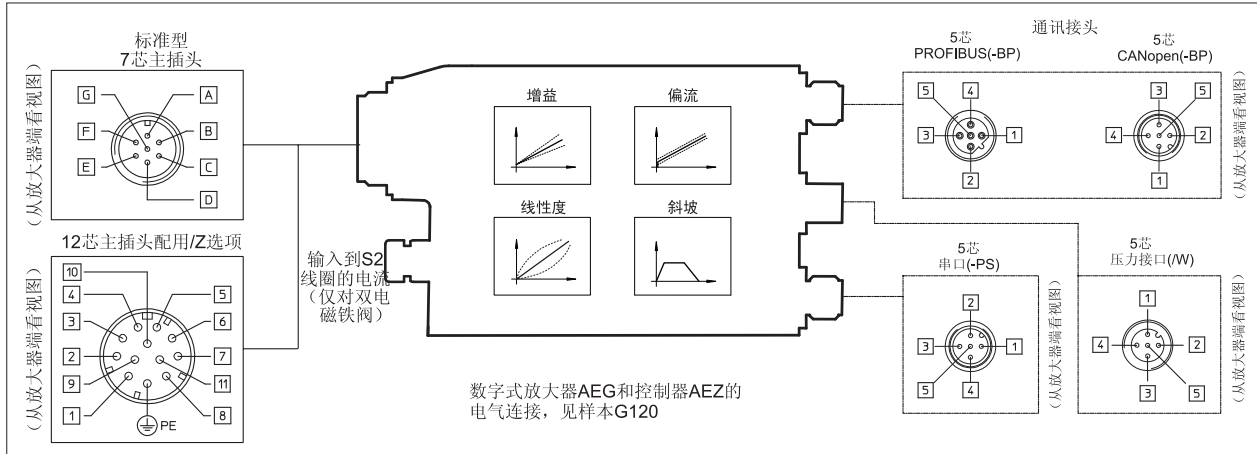 标准型
7芯主插头
(从放大器端看视图)
G
A
F
B
E
C
D
12芯主插头配用/Z选项
(从放大器端看视图)
10
4
5
3
6
2
7
9
11
1
8
PE
输入到S2
线圈的电流
(仅对双电
磁铁阀)
增益
偏流
线性度
斜坡
数字式放大器AEG和控制器AEZ的
电气连接，见样本G120
通讯接头
5芯
PROFIBUS(-BP)
5芯
CANopen(-BP)
(从放大器端看视图)
5
4
3
1
2
3
5
4
2
1
5芯
串口(-PS)
(从放大器端看视图)
2
3
1
5
4
5芯
压力接口(/W)
(从放大器端看视图)
1
4
2
3
5